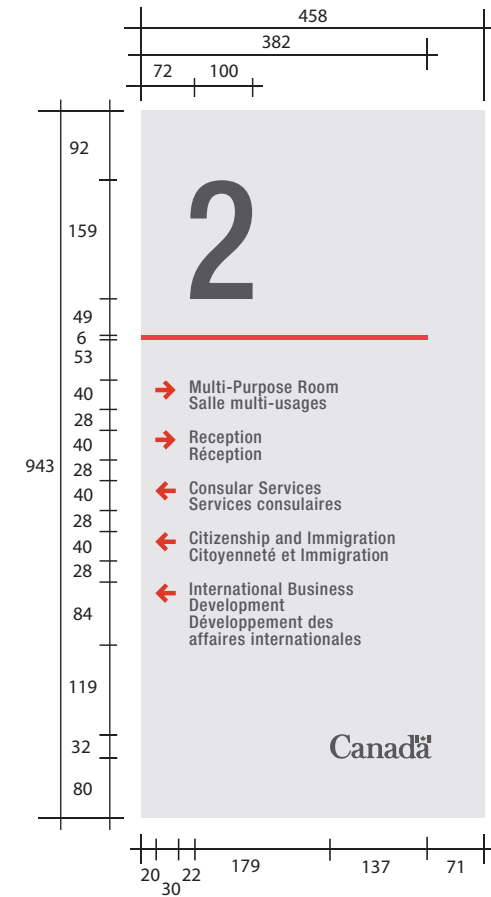 458
382
72 100
92
159
2
49
6
53
40
Multi-Purpose Room
Salle multi-usages
28
40
Reception
Réception
28
40
Consular Services
Services consulaires
28
40
Citizenship and Immigration
Citoyenneté et Immigration
28
943
84
International Business
Development
Développement des
affaires internationales
119
32
Canada
80
20 30 22 179 137 71